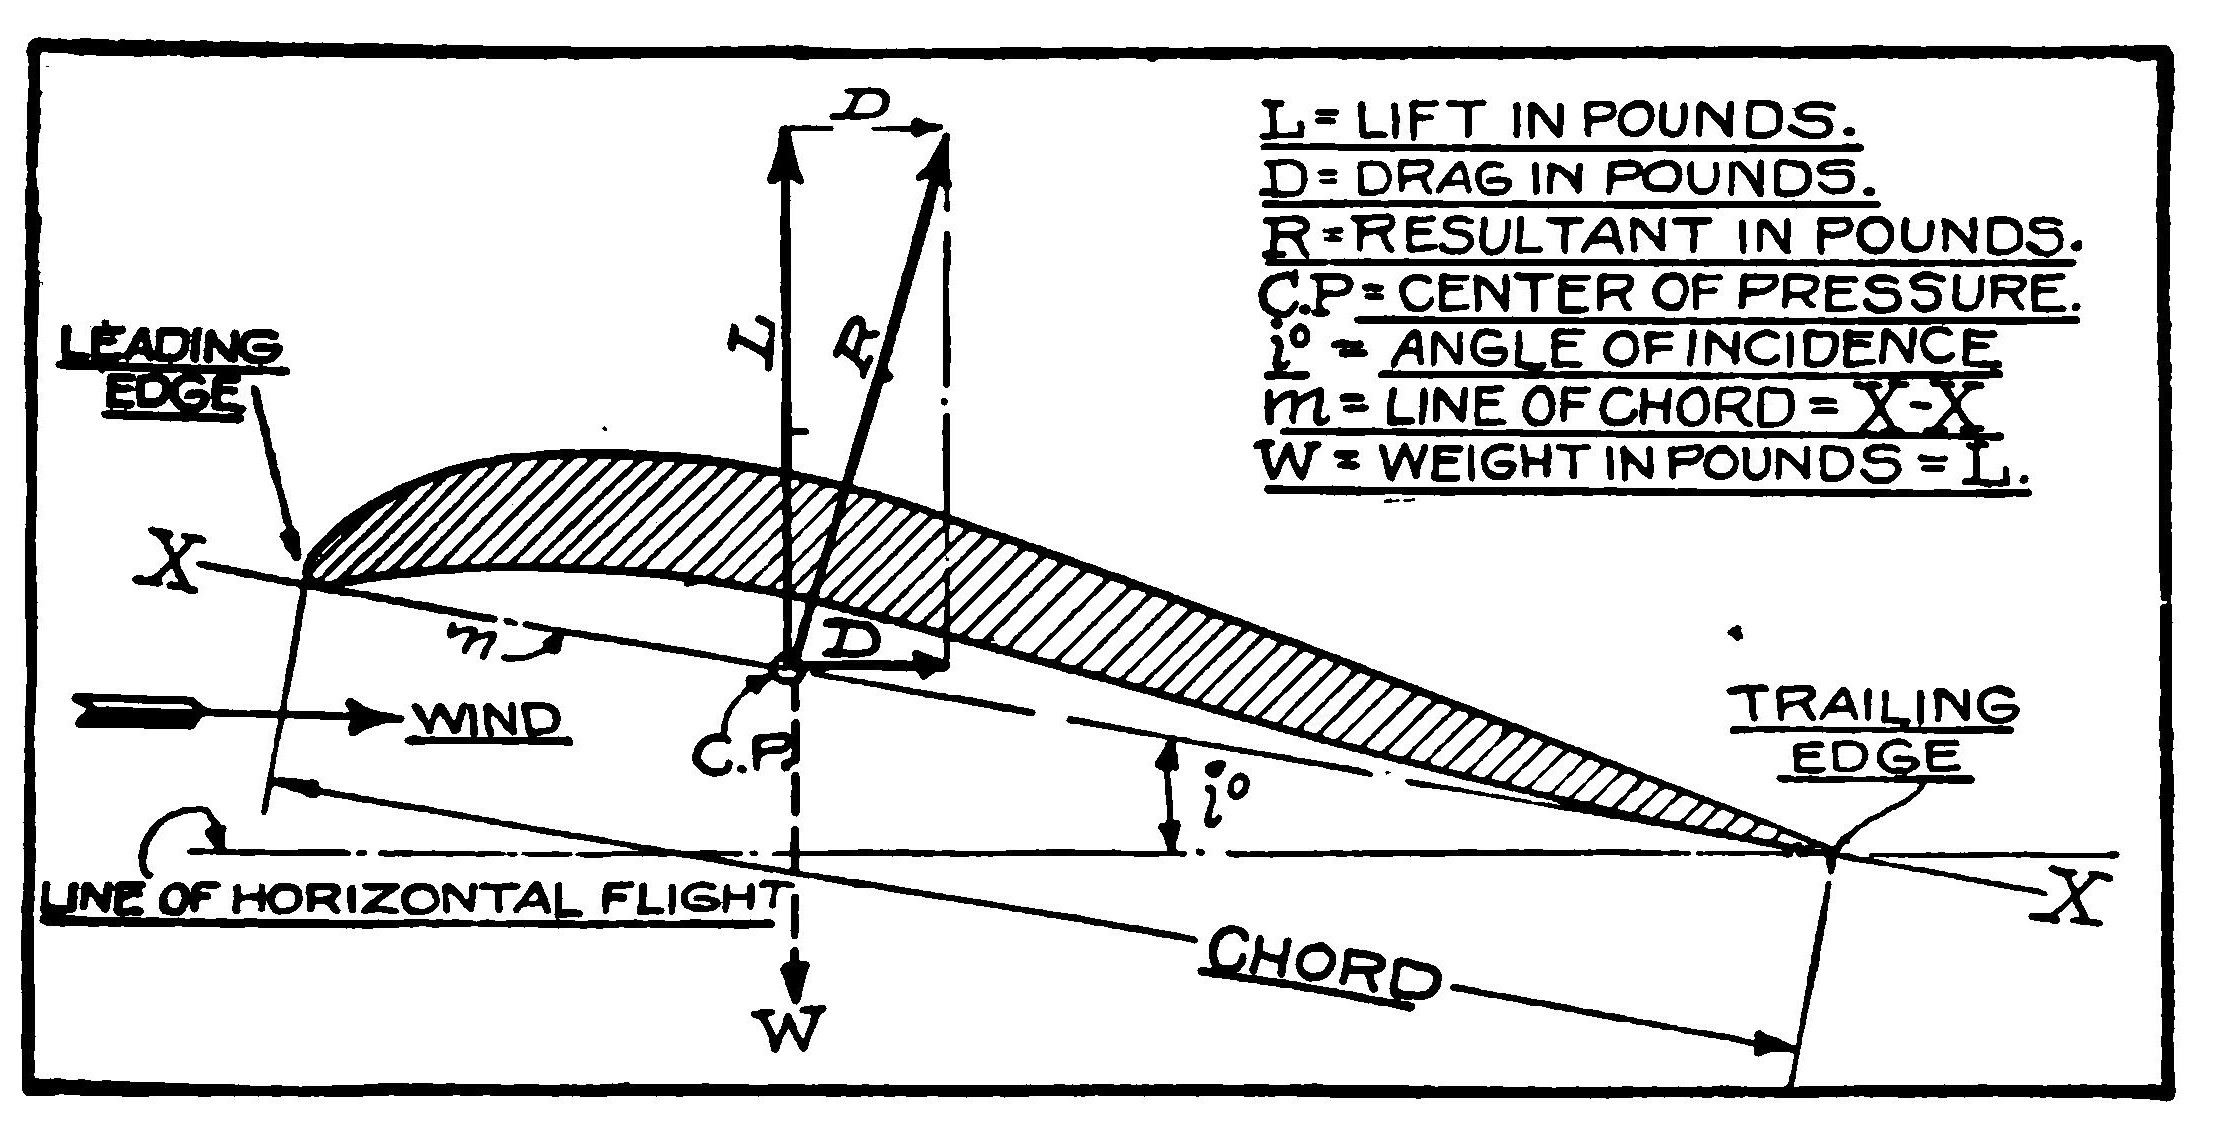 D
L = LIFT IN POUNDS.
D = DRAG IN POUNDS.
R = RESULTANT IN POUNDS.
C.P = CENTER OF PRESSURE.
i° = ANGLE OF INCIDENCE
m = LINE OF CHORD = X-X
W = WEIGHT IN POUNDS = L.
L
R
LEADING
EDGE
X
m
D
WIND
C.P
i°
TRAILING
EDGE
LINE OF HORIZONTAL FLIGHT
X
CHORD
W